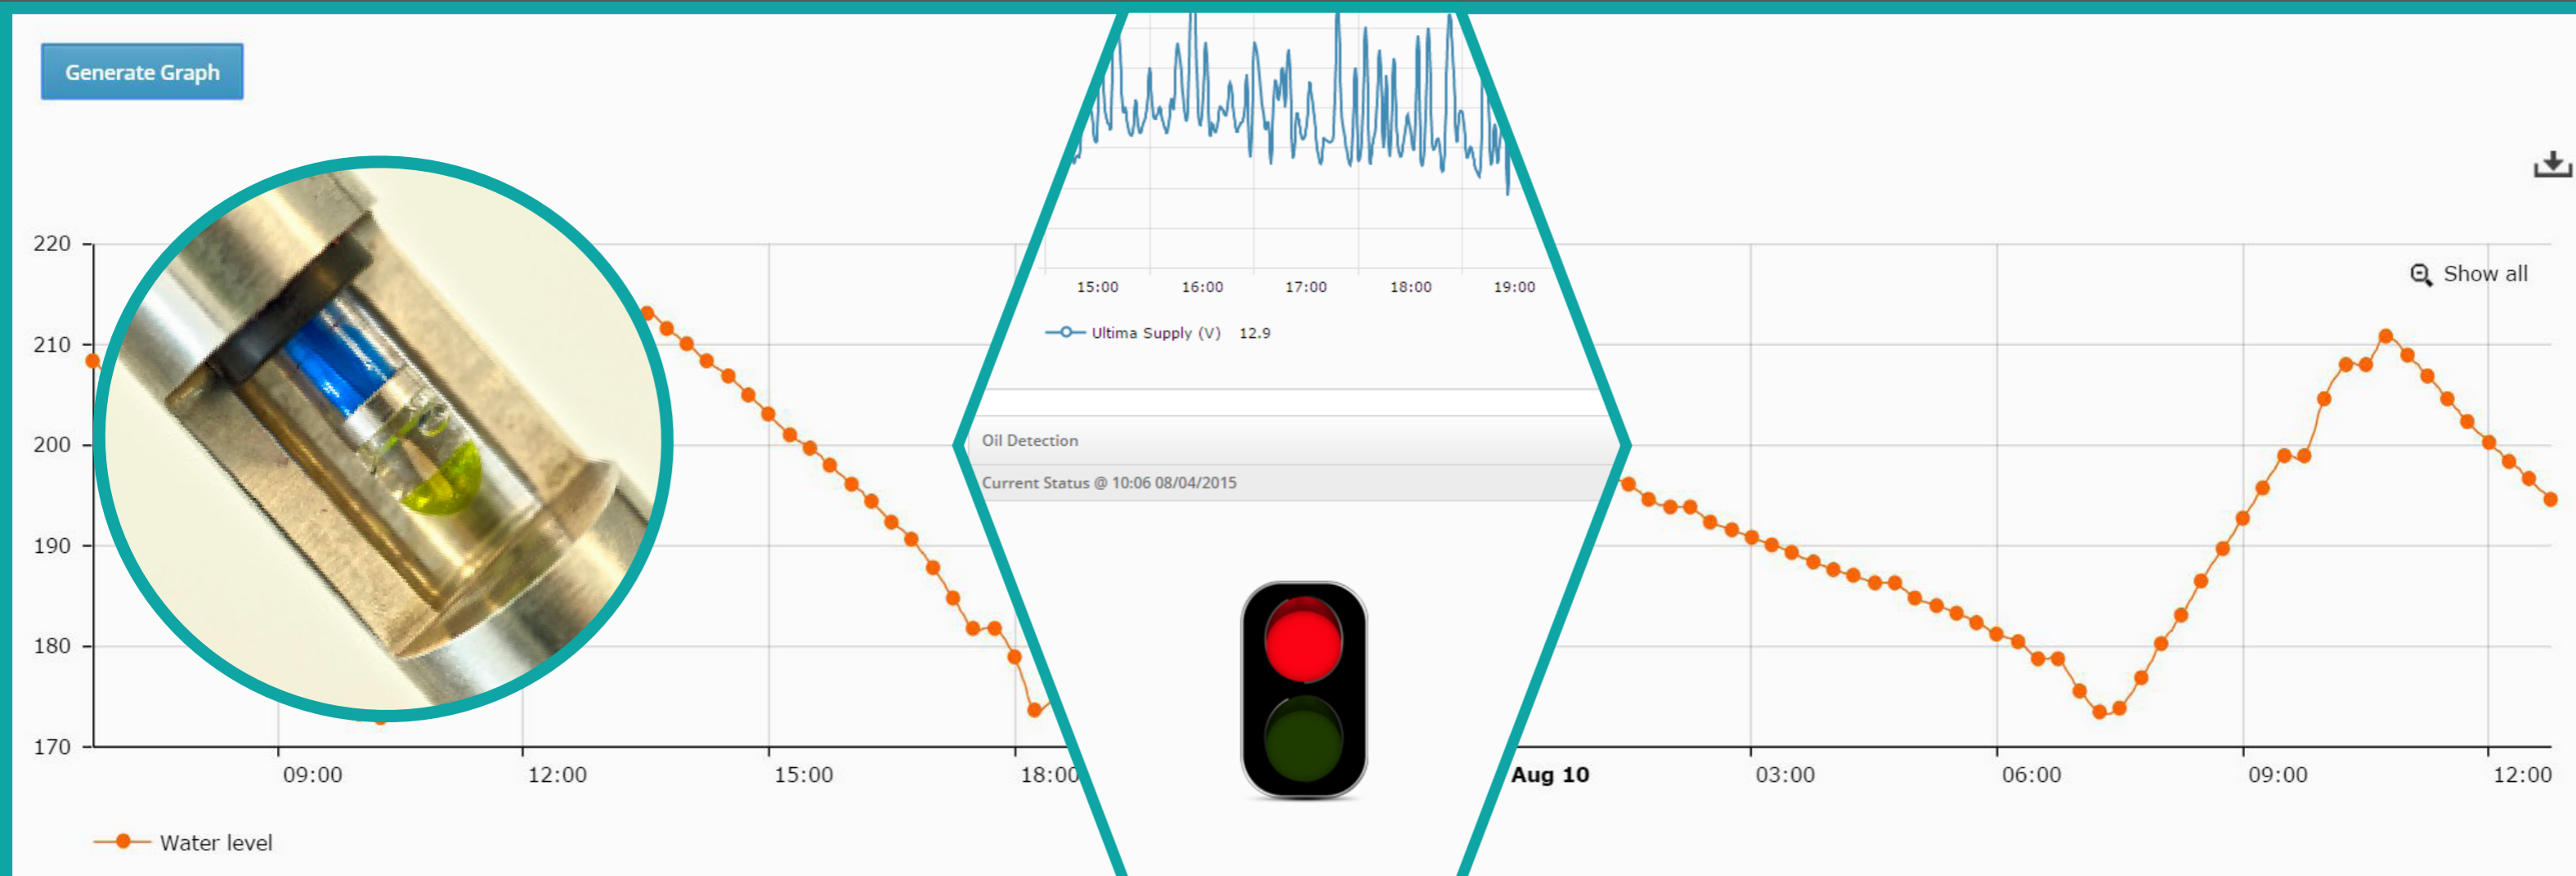 Generate Graph
15:00 16:00 17:00 18:00 19:00
Ultima Supply (V) 12.9
Oil Detection
Current Status @ 10:06 08/04/2015
Show all
220
210
200
190
180
170
09:00 12:00 15:00 18:00 Aug 10 03:00 06:00 09:00 12:00
Water level